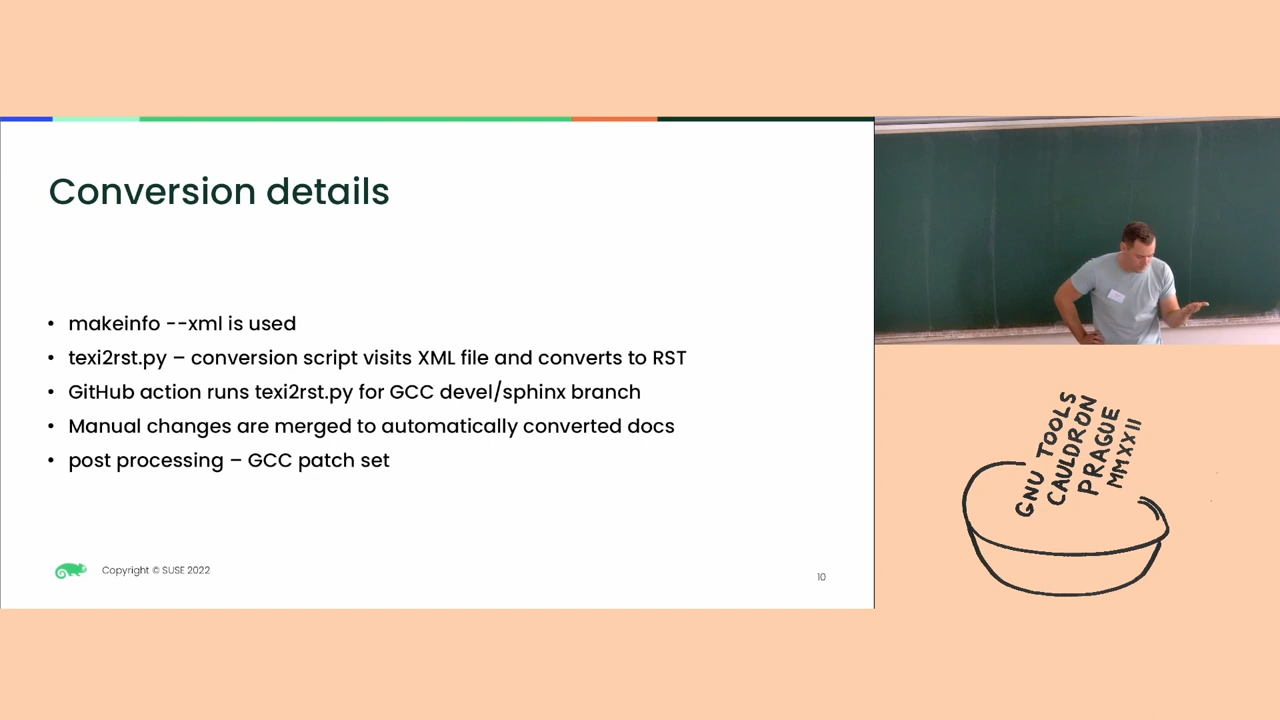 Conversion details
• makeinfo --xml is used
• texi2rst.py – conversion script visits XML file and converts to RST
• GitHub action runs texi2rst.py for GCC devel/sphinx branch
• Manual changes are merged to automatically converted docs
• post processing – GCC patch set
Copyright © SUSE 2022
10
GNU TOOLS
CAULDRON
PRAGUE
MMXXII